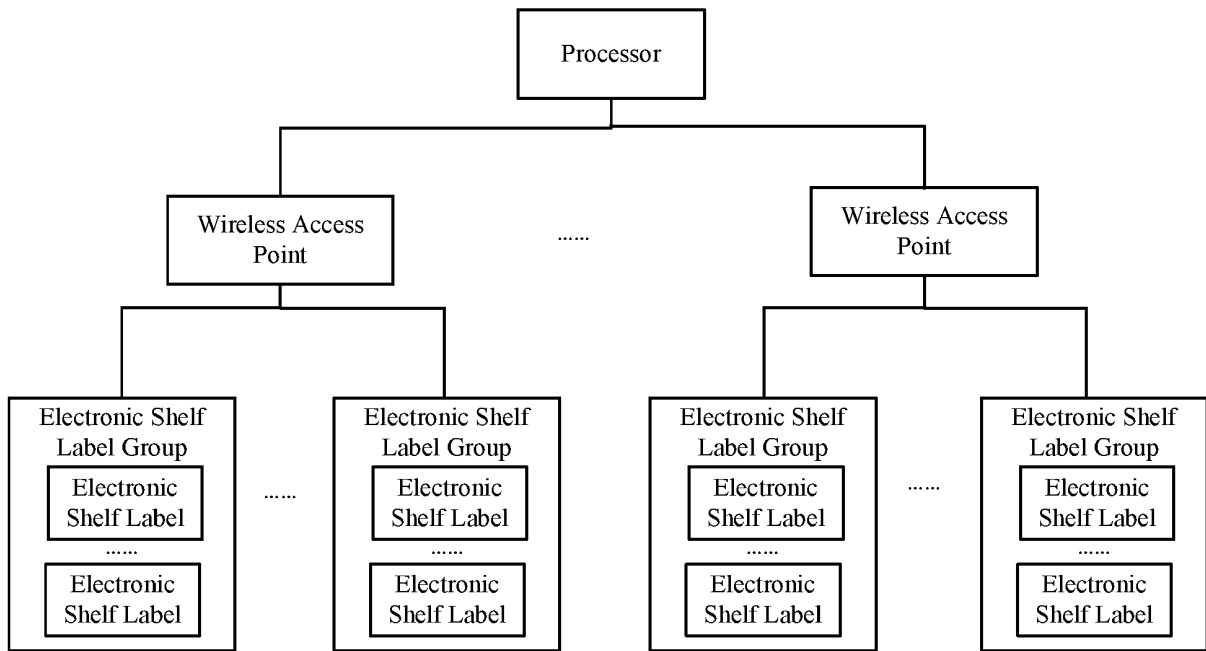 Processor
Wireless Access
Point
……
Wireless Access
Point
Electronic Shelf
Label Group
Electronic
Shelf Label
……
Electronic
Shelf Label
……
Electronic Shelf
Label Group
Electronic
Shelf Label
……
Electronic
Shelf Label
Electronic Shelf
Label Group
Electronic
Shelf Label
……
Electronic
Shelf Label
……
Electronic Shelf
Label Group
Electronic
Shelf Label
……
Electronic
Shelf Label